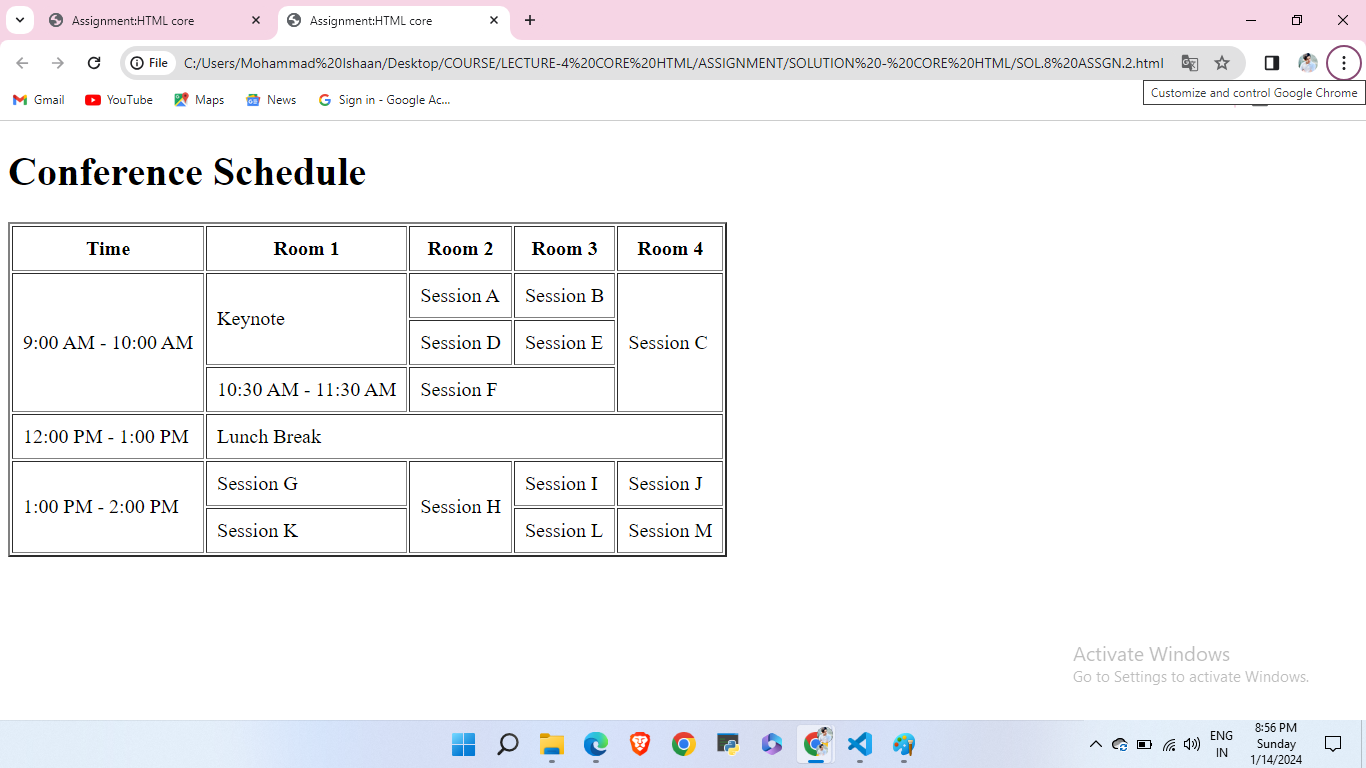 Assignment:HTML core
Assignment:HTML core
File C:/Users/Mohammad%20Ishaan/Desktop/COURSE/LECTURE-4%20CORE%20HTML/ASSIGNMENT/SOLUTION%20-%20CORE%20HTML/SOL.8%20ASSGN.2.html
Gmail YouTube Maps News Sign in - Google Ac...
Customize and control Google Chrome
Conference Schedule
Time Room 1 Room 2 Room 3 Room 4
9:00 AM - 10:00 AM Keynote Session A Session B Session C
Session D Session E
10:30 AM - 11:30 AM Session F
12:00 PM - 1:00 PM Lunch Break
1:00 PM - 2:00 PM Session G Session H Session I Session J
Session K Session L Session M
Activate Windows
Go to Settings to activate Windows.
ENG
IN
8:56 PM
Sunday
1/14/2024